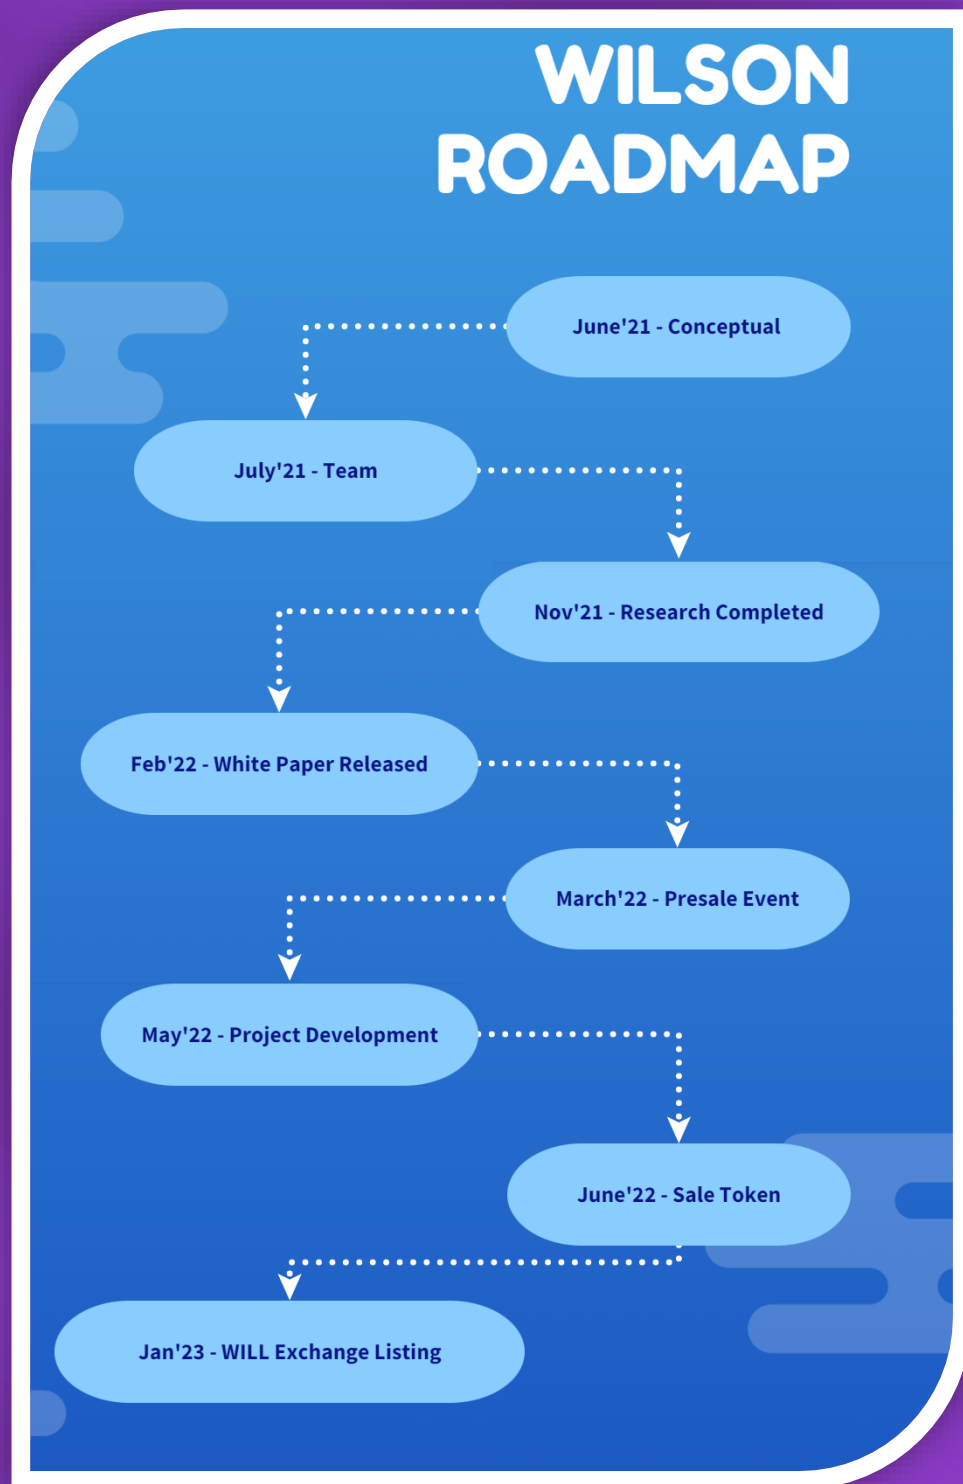 WILSON
ROADMAP
June'21 - Conceptual
July'21 - Team
Nov'21 - Research Completed
Feb'22 - White Paper Released
March'22 - Presale Event
May'22 - Project Development
June'22 - Sale Token
Jan'23 - WILL Exchange Listing